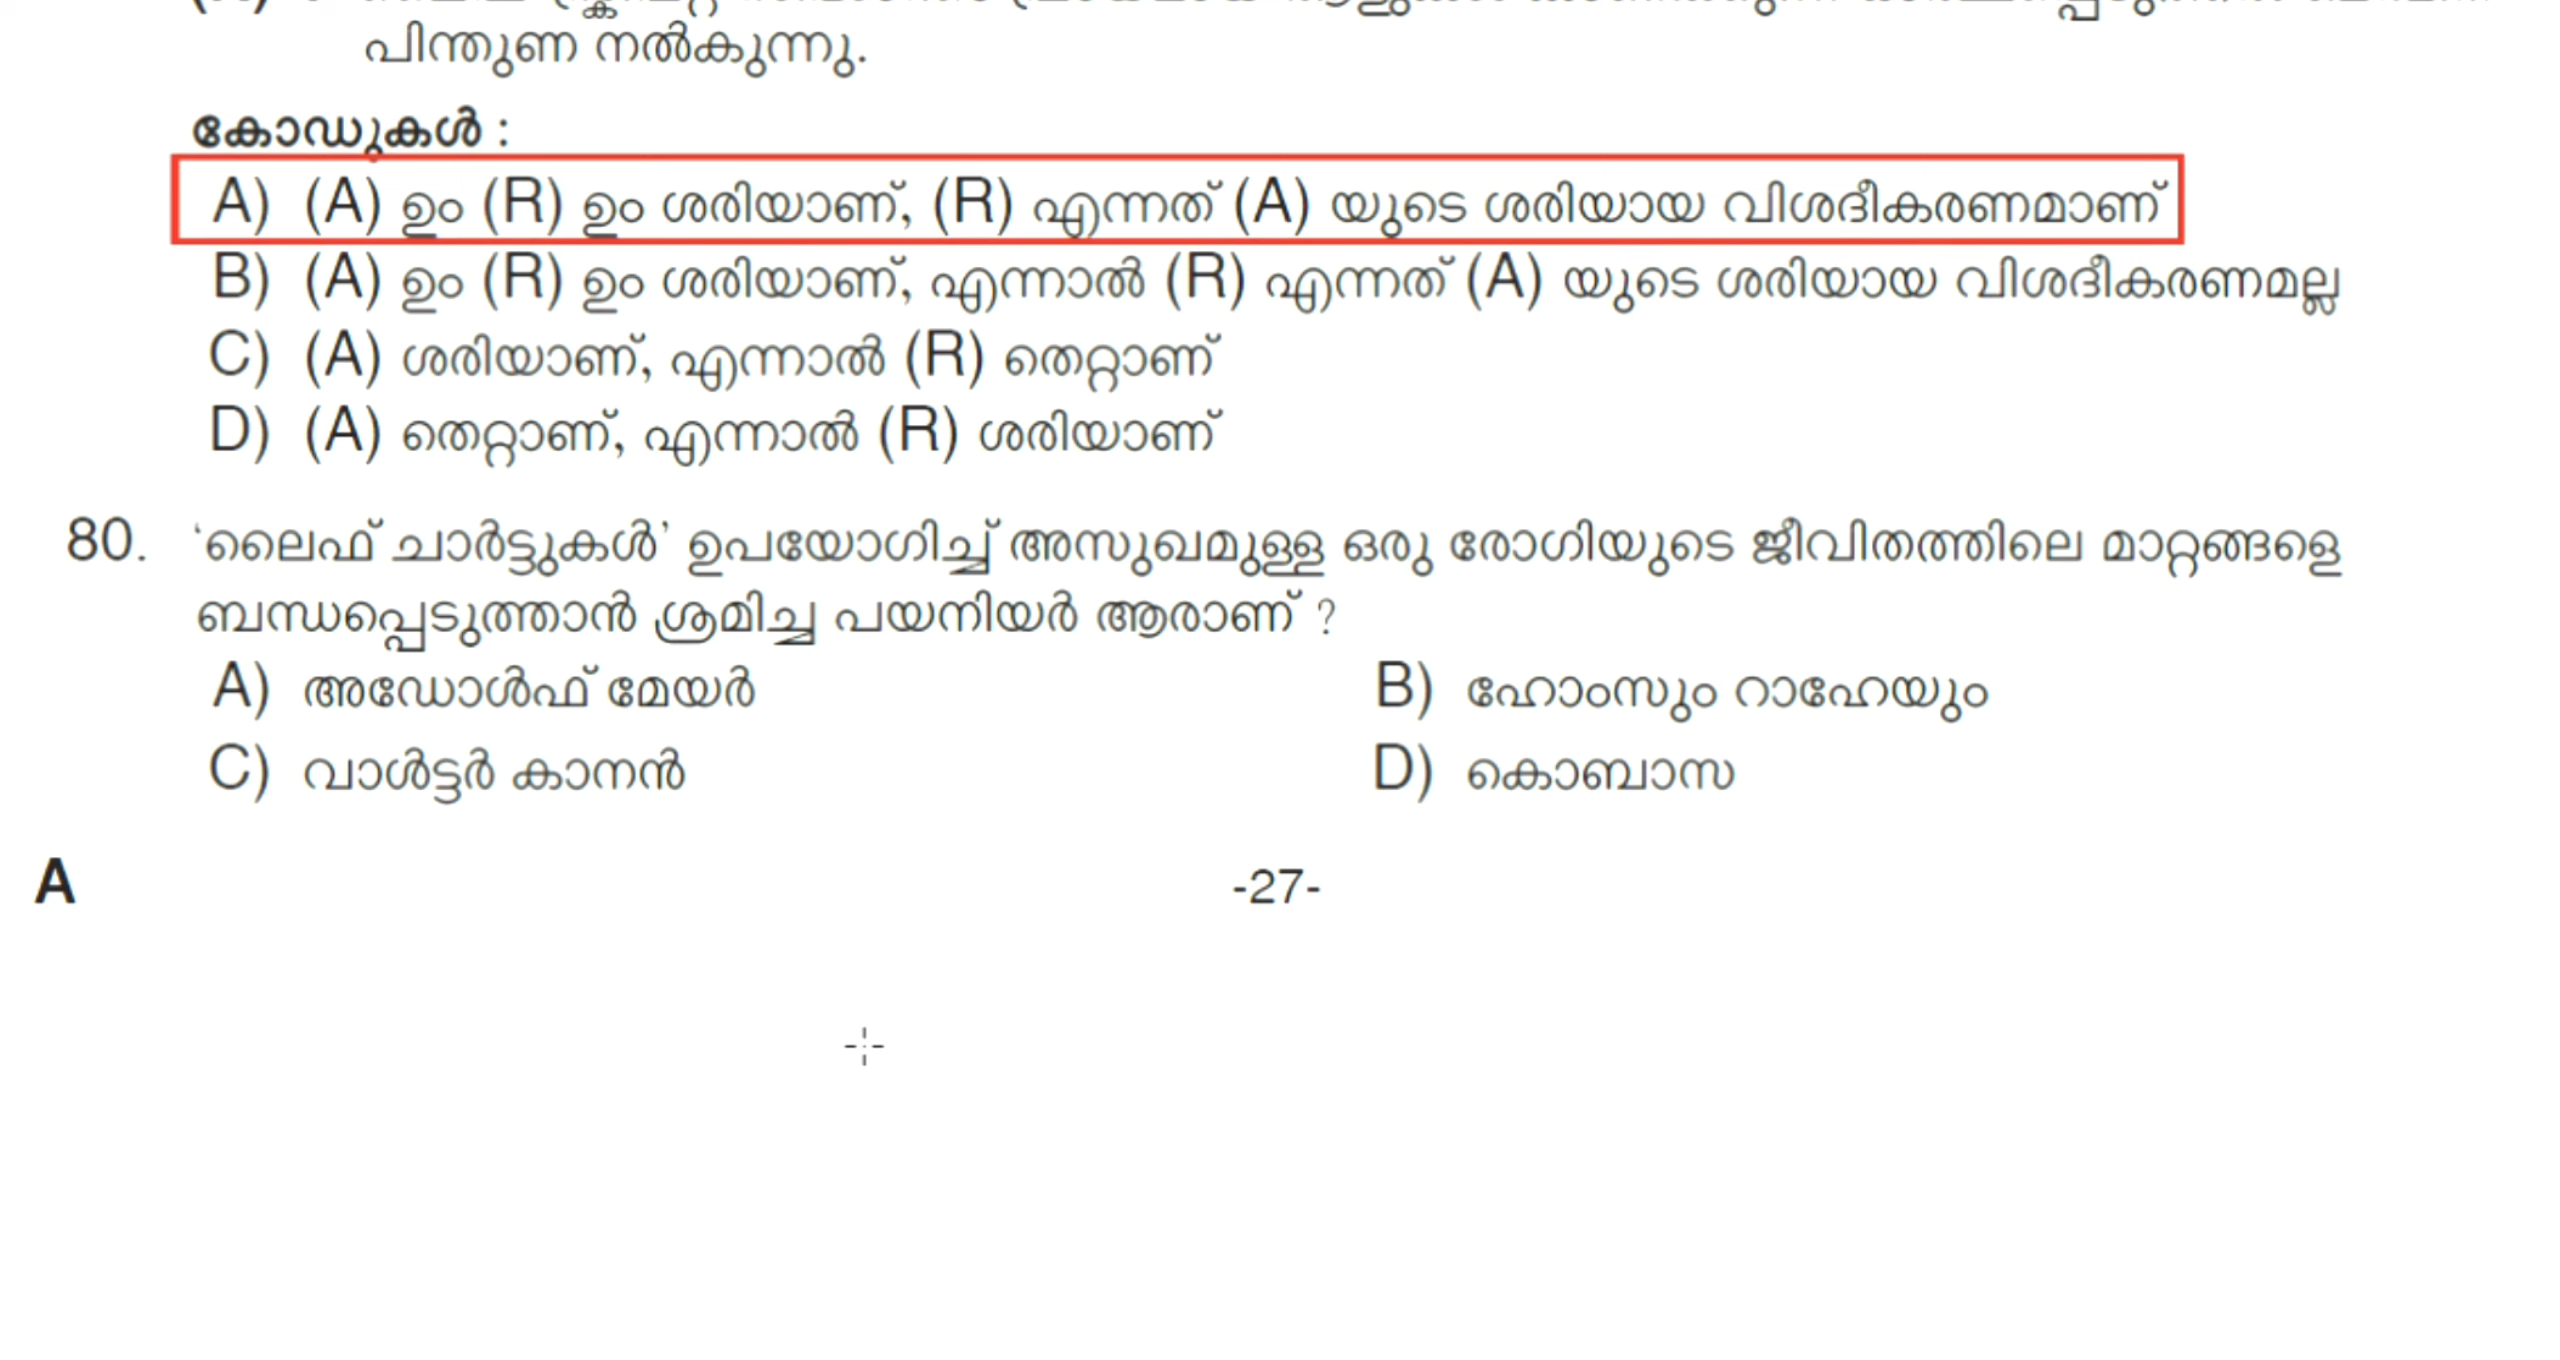 പിന്തുണ നൽകുന്നു.
കോഡുകൾ :
A) (A) ഉം (R) ഉം ശരിയാണ്, (R) എന്നത് (A) യുടെ ശരിയായ വിശദീകരണമാണ്
B) (A) ഉം (R) ഉം ശരിയാണ്, എന്നാൽ (R) എന്നത് (A) യുടെ ശരിയായ വിശദീകരണമല്ല
C) (A) ശരിയാണ്, എന്നാൽ (R) തെറ്റാണ്
D) (A) തെറ്റാണ്, എന്നാൽ (R) ശരിയാണ്
80. ‘ലൈഫ് ചാർട്ടുകൾ’ ഉപയോഗിച്ച് അസുഖമുള്ള ഒരു രോഗിയുടെ ജീവിതത്തിലെ മാറ്റങ്ങളെ
ബന്ധപ്പെടുത്താൻ ശ്രമിച്ച പയനിയർ ആരാണ് ?
A) അഡോൾഫ് മേയർ B) ഹോംസും റാഹേയും
C) വാൾട്ടർ കാനൻ D) കൊബാസ
A -27-